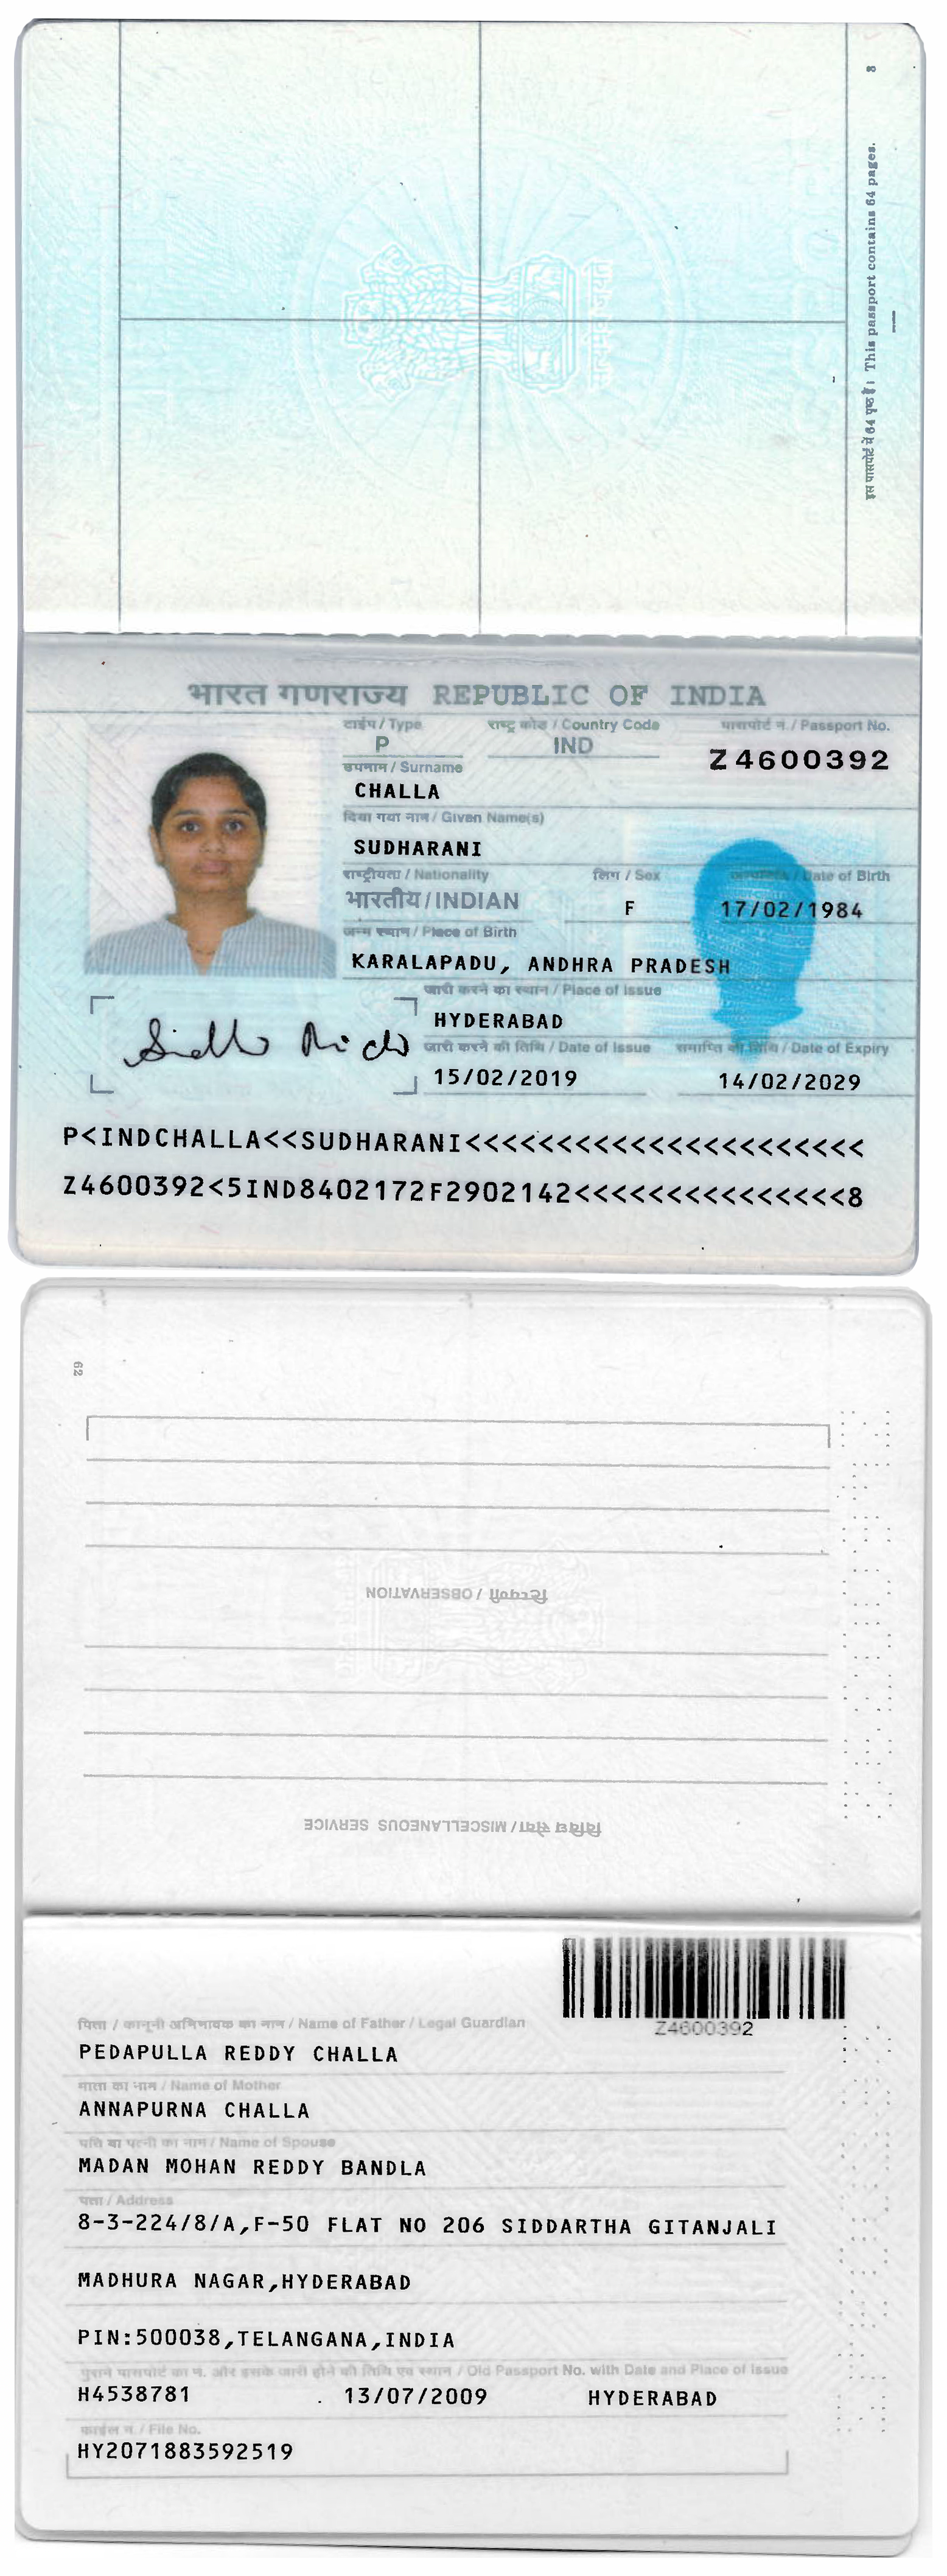 8
इस पासपोर्ट में 64 पृष्ठ हैं। This passport contains 64 pages.
भारत गणराज्य REPUBLIC OF INDIA
टाईप / Type राष्ट्र कोड / Country Code पासपोर्ट नं. / Passport No.
P IND Z4600392
उपनाम / Surname
CHALLA
दिया गया नाम / Given Name(s)
SUDHARANI
राष्ट्रीयता / Nationality लिंग / Sex जन्मतिथि / Date of Birth
भारतीय / INDIAN F 17/02/1984
जन्म स्थान / Place of Birth
KARALAPADU, ANDHRA PRADESH
जारी करने का स्थान / Place of Issue
HYDERABAD
जारी करने की तिथि / Date of Issue समाप्ति की तिथि / Date of Expiry
15/02/2019 14/02/2029
P<INDCHALLA<<SUDHARANI<<<<<<<<<<<<<<<<<<<<<<
Z4600392<5IND8402172F2902142<<<<<<<<<<<<<<<8
62
टिप्पणी / OBSERVATION
विविध सेवा / MISCELLANEOUS SERVICE
Z4600392
पिता / कानूनी अभिभावक का नाम / Name of Father / Legal Guardian
PEDAPULLA REDDY CHALLA
माता का नाम / Name of Mother
ANNAPURNA CHALLA
पति या पत्नी का नाम / Name of Spouse
MADAN MOHAN REDDY BANDLA
पता / Address
8-3-224/8/A,F-50 FLAT NO 206 SIDDARTHA GITANJALI
MADHURA NAGAR,HYDERABAD
PIN:500038,TELANGANA,INDIA
पुराने पासपोर्ट का नं. और इसके जारी होने की तिथि एवं स्थान / Old Passport No. with Date and Place of Issue
H4538781 . 13/07/2009 HYDERABAD
फाईल नं. / File No.
HY2071883592519